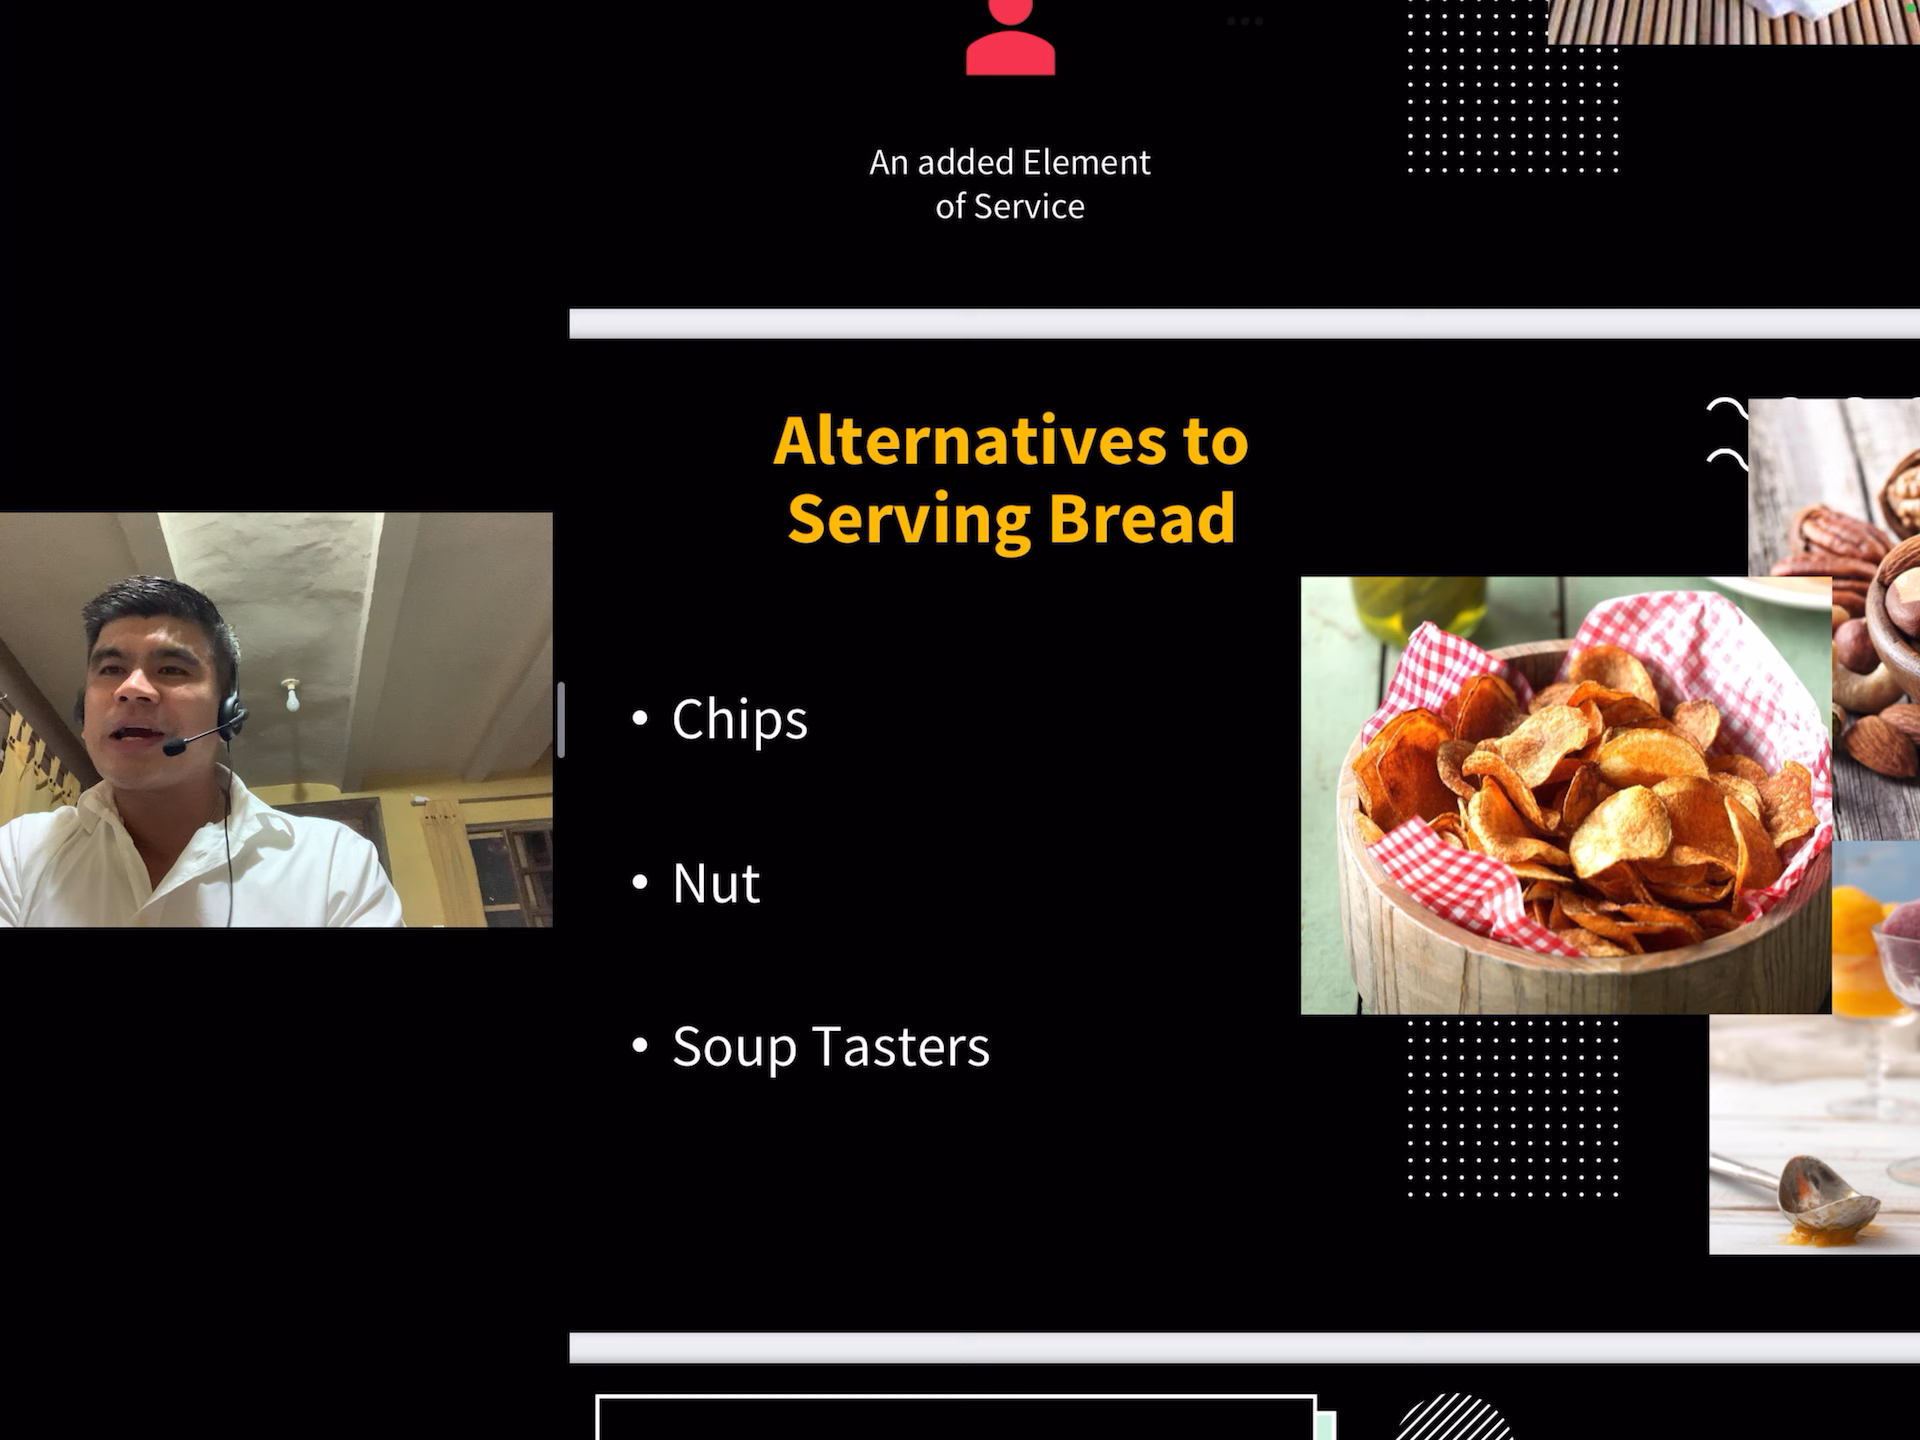 An added Element
of Service
Alternatives to
Serving Bread
• Chips
• Nut
• Soup Tasters